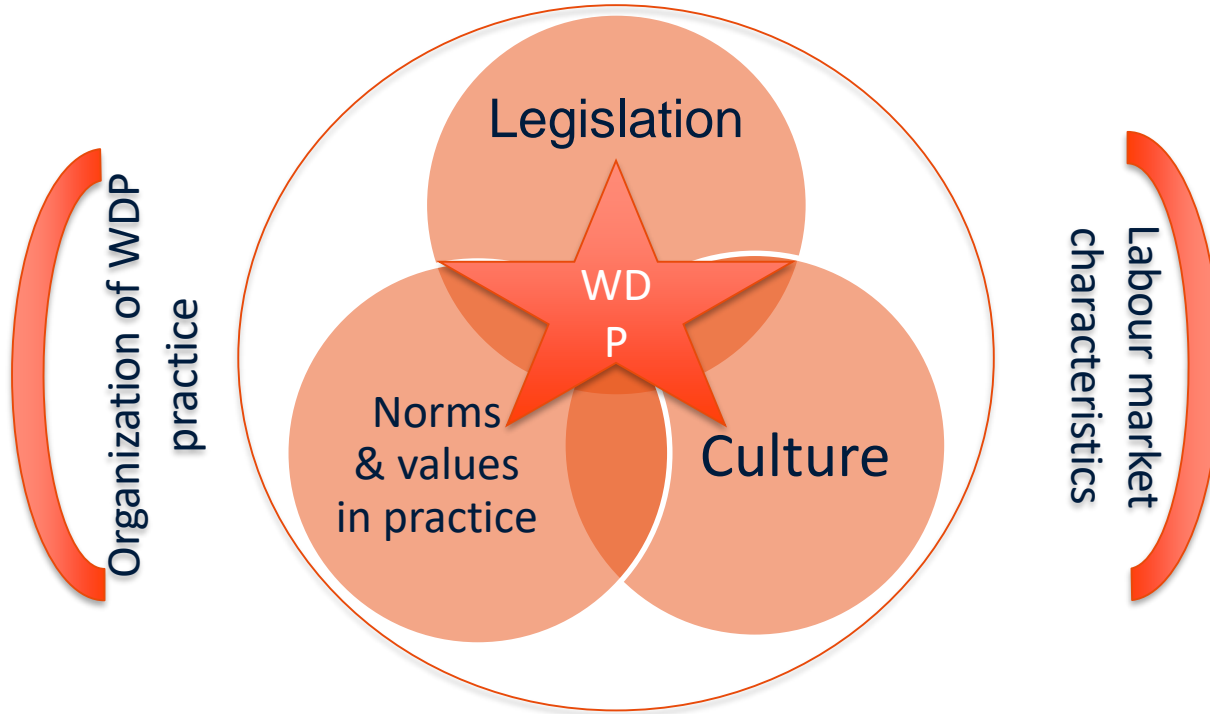 Legislation
WD
P
Norms
& values
in practice
Culture
Organization of WDP
practice
Labour market
characteristics